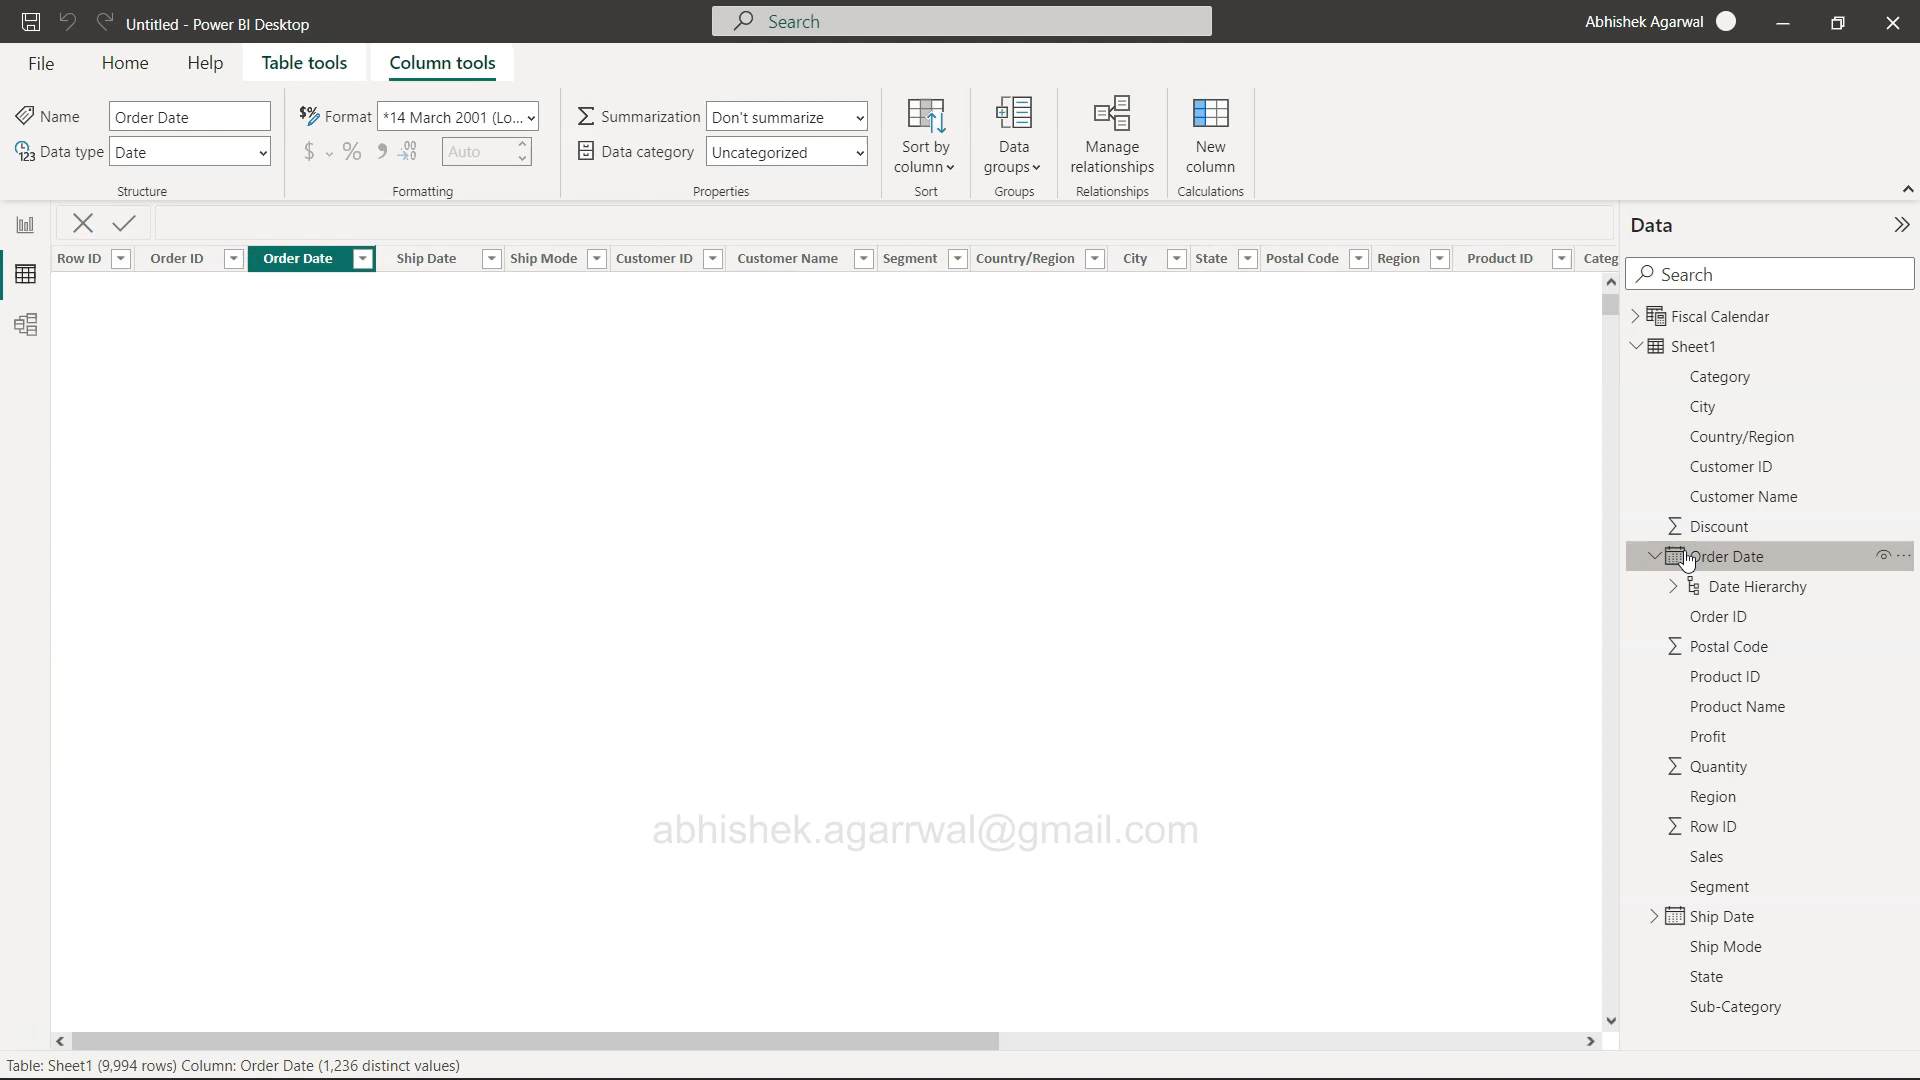 Untitled - Power BI Desktop
Search
Abhishek Agarwal
File
Home
Help
Table tools
Column tools
Name
Order Date
Data type
Date
Structure
Format
*14 March 2001 (Lo...
$ % 9 .00
Auto
Formatting
Summarization
Don't summarize
Data category
Uncategorized
Properties
Sort by
column
Sort
Data
groups
Groups
Manage
relationships
Relationships
New
column
Calculations
Row ID
Order ID
Order Date
Ship Date
Ship Mode
Customer ID
Customer Name
Segment
Country/Region
City
State
Postal Code
Region
Product ID
Categ
abhishek.agarrwal@gmail.com
Data
Search
Fiscal Calendar
Sheet1
Category
City
Country/Region
Customer ID
Customer Name
Discount
Order Date
Date Hierarchy
Order ID
Postal Code
Product ID
Product Name
Profit
Quantity
Region
Row ID
Sales
Segment
Ship Date
Ship Mode
State
Sub-Category
Table: Sheet1 (9,994 rows) Column: Order Date (1,236 distinct values)